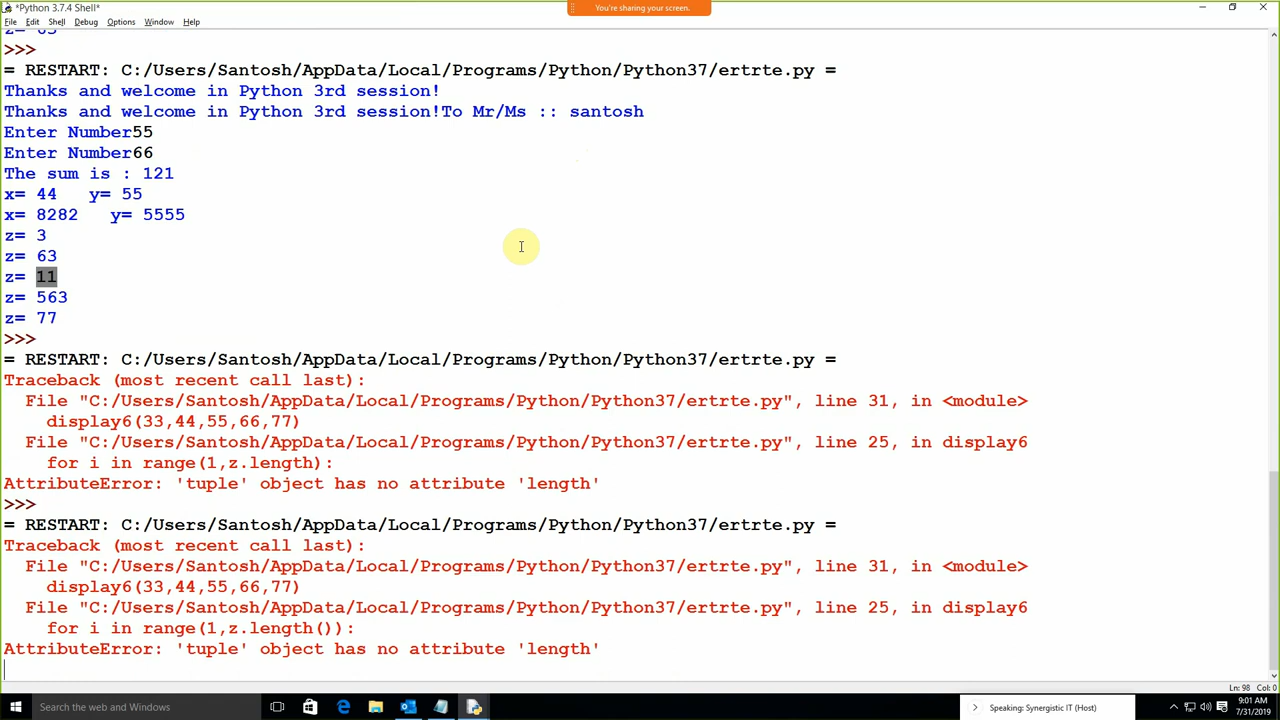 *Python 3.7.4 Shell*
You're sharing your screen.
File Edit Shell Debug Options Window Help
z= 63
>>>
= RESTART: C:/Users/Santosh/AppData/Local/Programs/Python/Python37/ertrte.py =
Thanks and welcome in Python 3rd session!
Thanks and welcome in Python 3rd session!To Mr/Ms :: santosh
Enter Number55
Enter Number66
The sum is : 121
x= 44   y= 55
x= 8282   y= 5555
z= 3
z= 63
z= 11
z= 563
z= 77
>>>
= RESTART: C:/Users/Santosh/AppData/Local/Programs/Python/Python37/ertrte.py =
Traceback (most recent call last):
  File "C:/Users/Santosh/AppData/Local/Programs/Python/Python37/ertrte.py", line 31, in <module>
    display6(33,44,55,66,77)
  File "C:/Users/Santosh/AppData/Local/Programs/Python/Python37/ertrte.py", line 25, in display6
    for i in range(1,z.length):
AttributeError: 'tuple' object has no attribute 'length'
>>>
= RESTART: C:/Users/Santosh/AppData/Local/Programs/Python/Python37/ertrte.py =
Traceback (most recent call last):
  File "C:/Users/Santosh/AppData/Local/Programs/Python/Python37/ertrte.py", line 31, in <module>
    display6(33,44,55,66,77)
  File "C:/Users/Santosh/AppData/Local/Programs/Python/Python37/ertrte.py", line 25, in display6
    for i in range(1,z.length()):
AttributeError: 'tuple' object has no attribute 'length'
Ln: 98 Col: 0
Search the web and Windows
Speaking: Synergistic IT (Host)
9:01 AM
7/31/2019